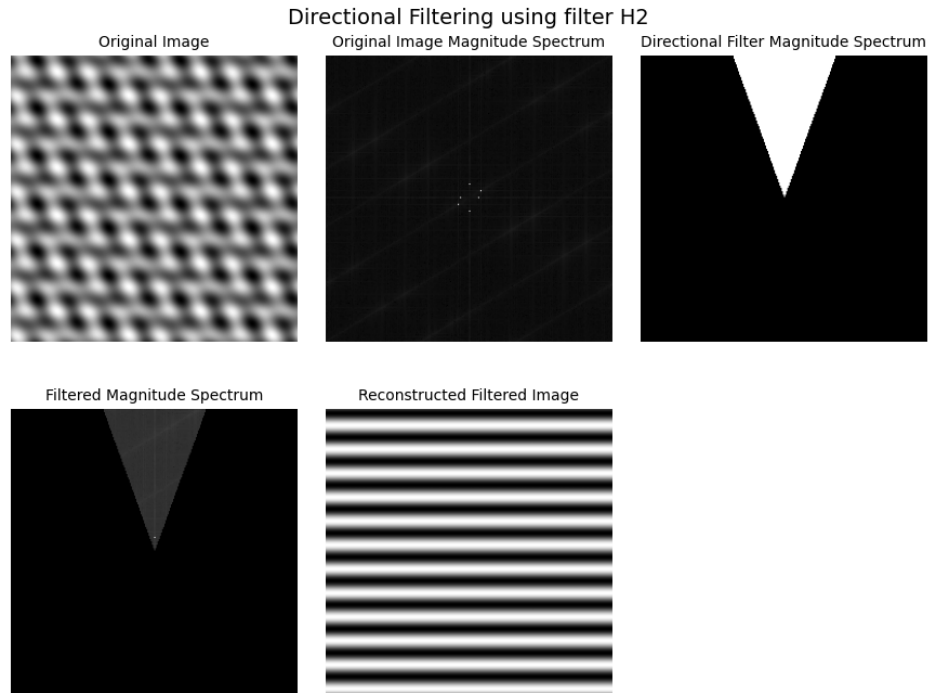 Directional Filtering using filter H2
Original Image
Original Image Magnitude Spectrum
Directional Filter Magnitude Spectrum
Filtered Magnitude Spectrum
Reconstructed Filtered Image